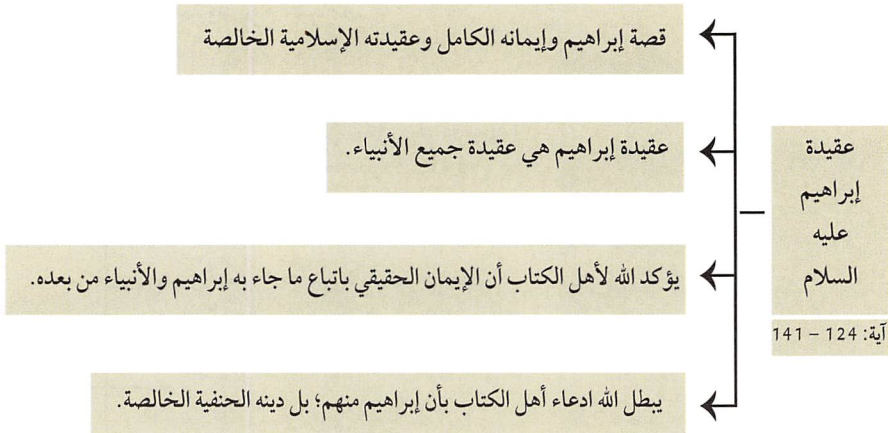 عقيدة
إبراهيم
عليه
السلام
آية: 124 – 141
قصة إبراهيم وإيمانه الكامل وعقيدته الإسلامية الخالصة
عقيدة إبراهيم هي عقيدة جميع الأنبياء.
يؤكد الله لأهل الكتاب أن الإيمان الحقيقي باتباع ما جاء به إبراهيم والأنبياء من بعده.
يبطل الله ادعاء أهل الكتاب بأن إبراهيم منهم؛ بل دينه الحنفية الخالصة.